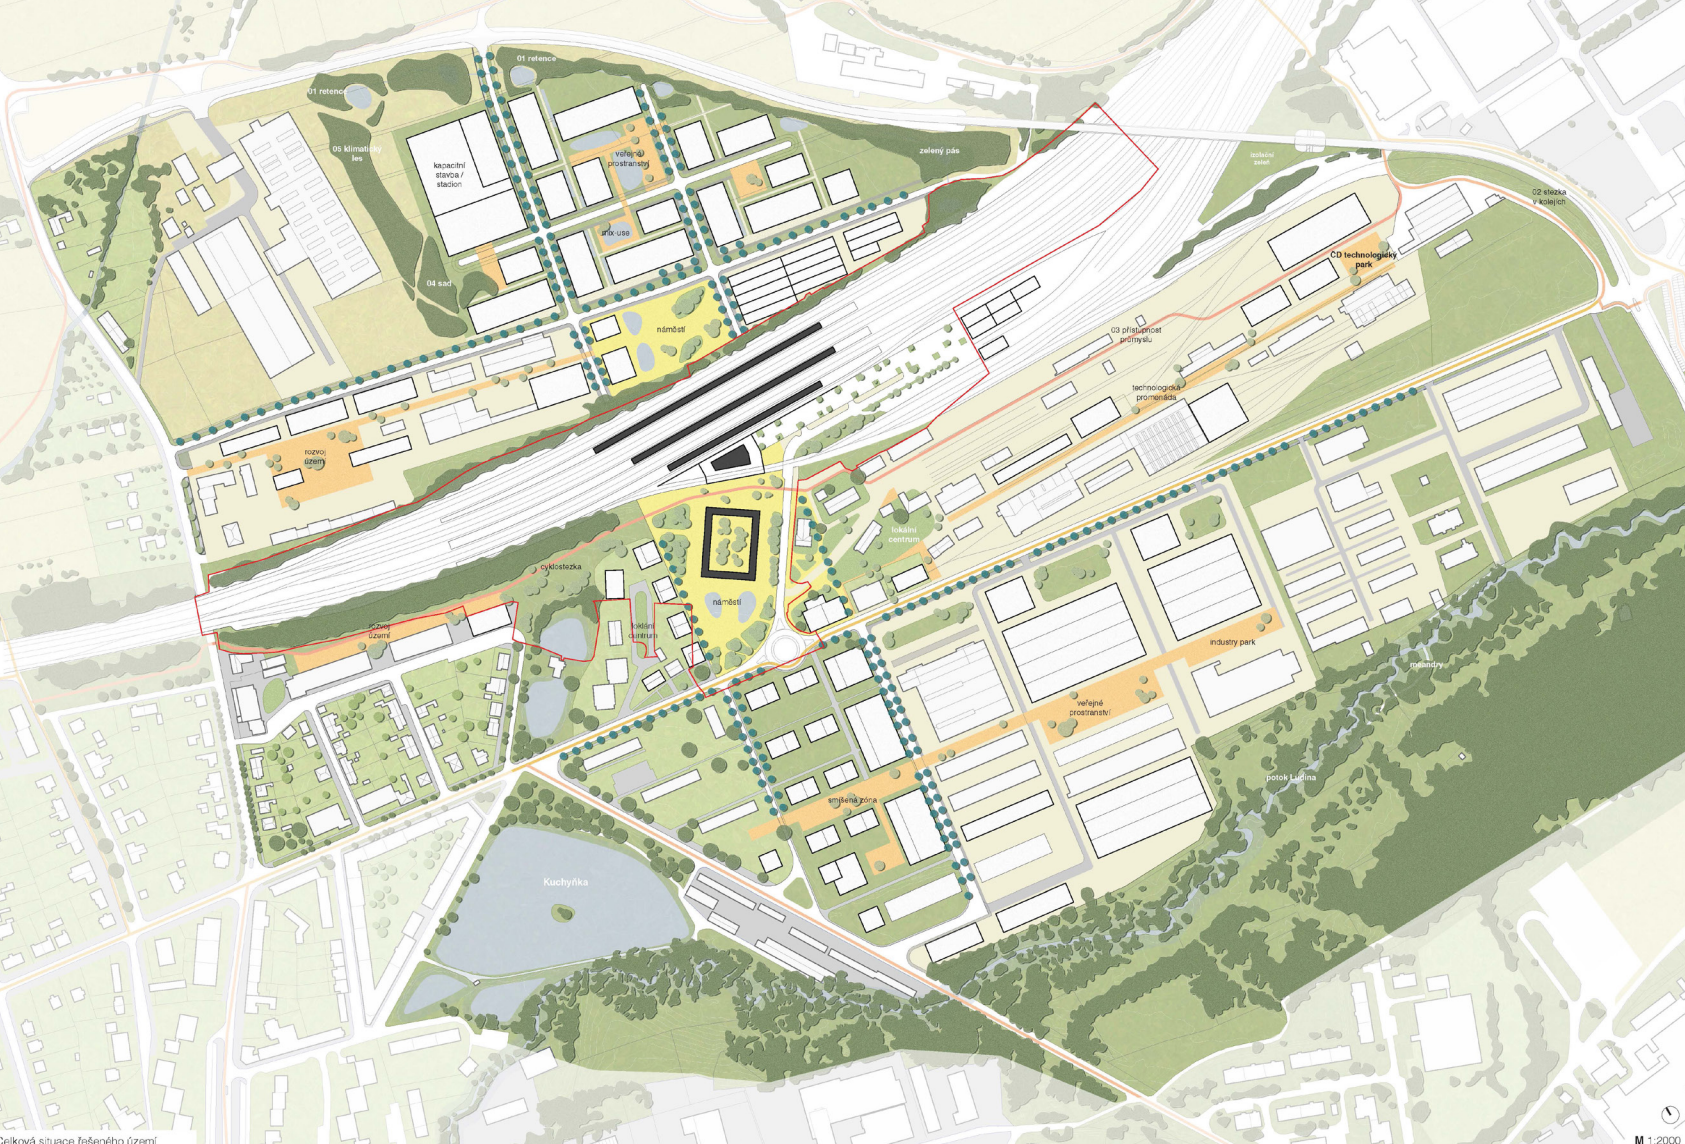 01 retence
01 retence
05 klimatický
les
kapacitní
stavba /
stadion
veřejné
prostranství
zelený pás
izolační
zeleň
02 stezka
v kolejích
mix-use
ČD technologický
park
04 sad
náměstí
03 přístupnost
průmyslu
technologická
promenáda
rozvoj
území
lokální
centrum
cyklostezka
náměstí
rozvoj
území
lokální
centrum
industry park
meandry
veřejné
prostranství
potok Ludina
smíšená zóna
Kuchyňka
Celková situace řešeného území
M 1:2000